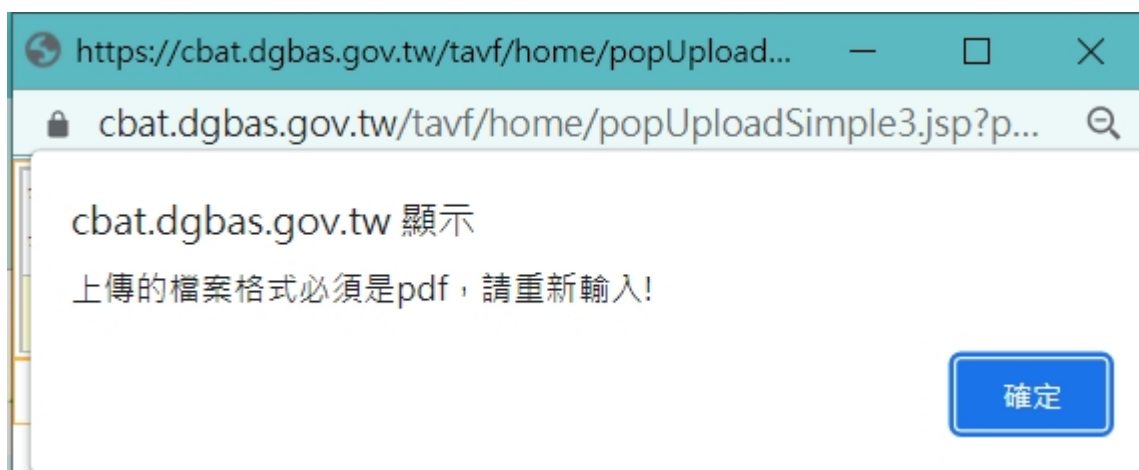 https://cbat.dgbas.gov.tw/tavf/home/popUpload...
cbat.dgbas.gov.tw/tavf/home/popUploadSimple3.jsp?p...
cbat.dgbas.gov.tw 顯示
上傳的檔案格式必須是pdf，請重新輸入!
確定